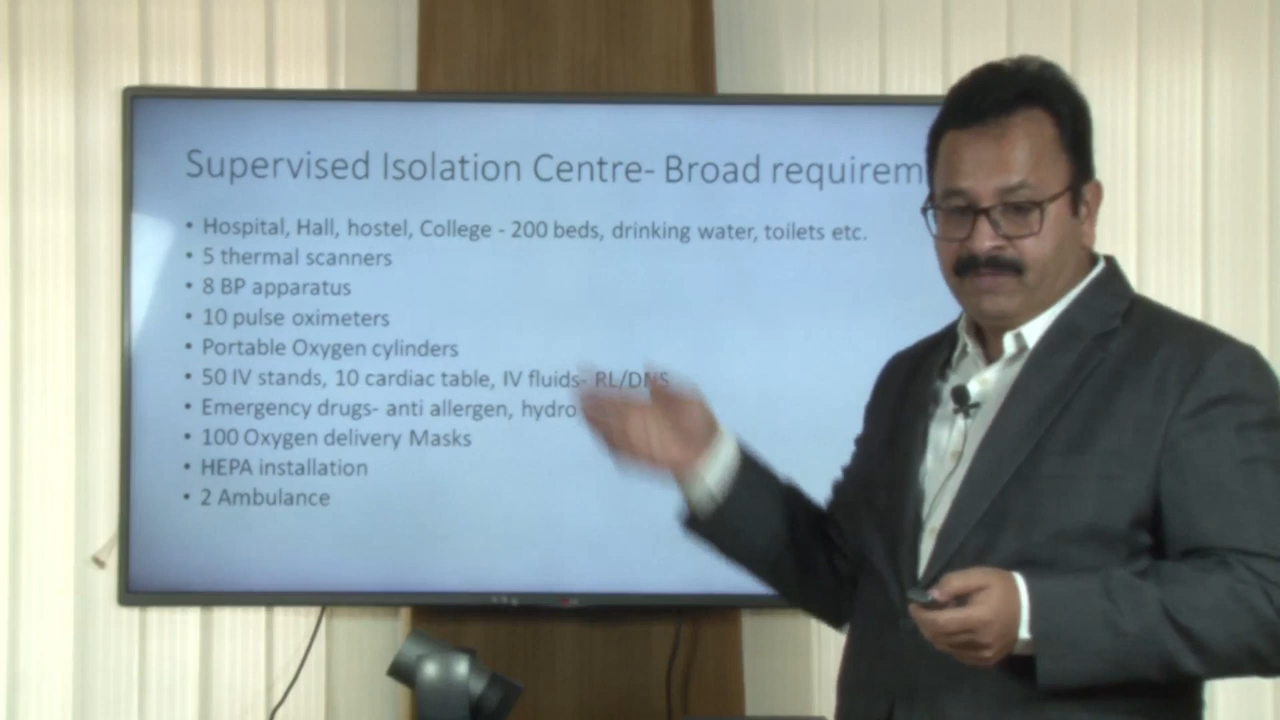 Supervised Isolation Centre- Broad requirem
• Hospital, Hall, hostel, College - 200 beds, drinking water, toilets etc.
• 5 thermal scanners
• 8 BP apparatus
• 10 pulse oximeters
• Portable Oxygen cylinders
• 50 IV stands, 10 cardiac table, IV fluids- RL/DNS
• Emergency drugs- anti allergen, hydro
• 100 Oxygen delivery Masks
• HEPA installation
• 2 Ambulance